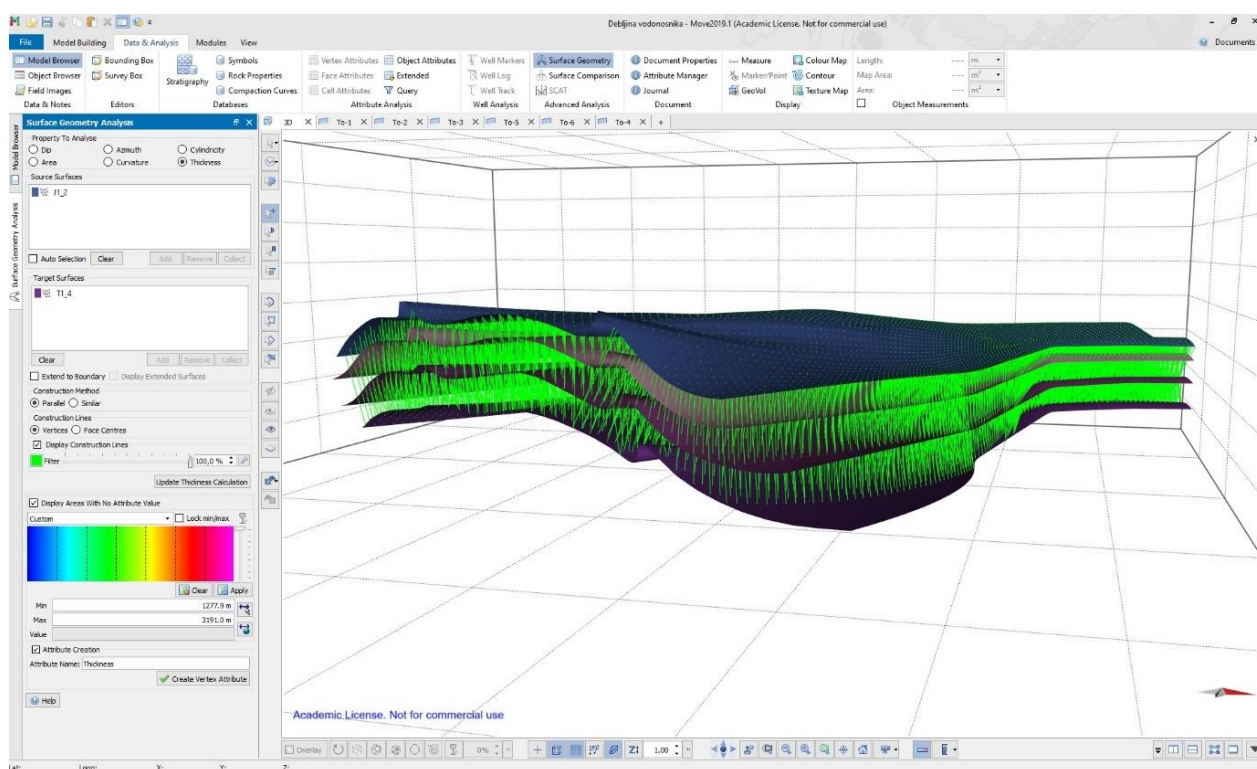 Debljina vodonosnika - Move2019.1 (Academic License. Not for commercial use)
File Model Building Data & Analysis Modules View Documents
Model Browser Bounding Box Symbols Vertex Attributes Object Attributes Well Markers Surface Geometry Document Properties Measure Colour Map Length: ---- m
Object Browser Survey Box Stratigraphy Rock Properties Face Attributes Extended Well Log Surface Comparison Attribute Manager Marker/Point Contour Map Area: ---- m²
Field Images Compaction Curves Cell Attributes Query Well Track SCAT Journal GeoVol Texture Map Area: ---- m²
Data & Notes Editors Databases Attribute Analysis Well Analysis Advanced Analysis Document Display Object Measurements
Surface Geometry Analysis
3D To-1 To-2 To-3 To-5 To-6 To-4 +
Model Browser
Surface Geometry Analysis
Property To Analyse
Dip Azimuth Cylindricity
Area Curvature Thickness
Source Surfaces
J1_2
Auto Selection Clear Add Remove Collect
Target Surfaces
T1_4
Clear Add Remove Collect
Extend to Boundary Display Extended Surfaces
Construction Method
Parallel Similar
Construction Lines
Vertices Face Centres
Display Construction Lines
Filter 100,0 %
Update Thickness Calculation
Display Areas With No Attribute Value
Custom Lock min/max
Clear Apply
Min 1277.9 m
Max 3191.0 m
Value
Attribute Creation
Attribute Name: Thickness
Create Vertex Attribute
Help
Academic License. Not for commercial use
Overlay 0% Z: 1,00
Lat: Long: X: Y: Z: